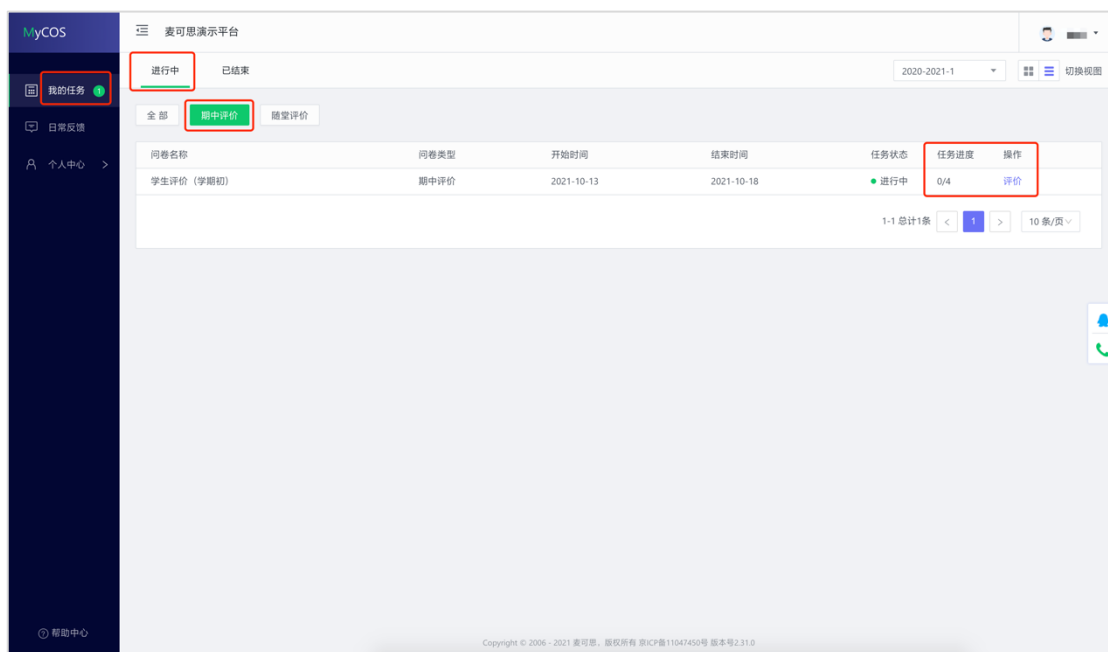 MyCOS
麦可思演示平台
进行中 已结束
2020-2021-1 切换视图
我的任务 1
日常反馈
个人中心 >
全部 期中评价 随堂评价
问卷名称 问卷类型 开始时间 结束时间 任务状态 任务进度 操作
学生评价（学期初） 期中评价 2021-10-13 2021-10-18 进行中 0/4 评价
1-1 总计1条 < 1 > 10 条/页
帮助中心
Copyright © 2006 - 2021 麦可思，版权所有 京ICP备11047450号 版本号2.31.0